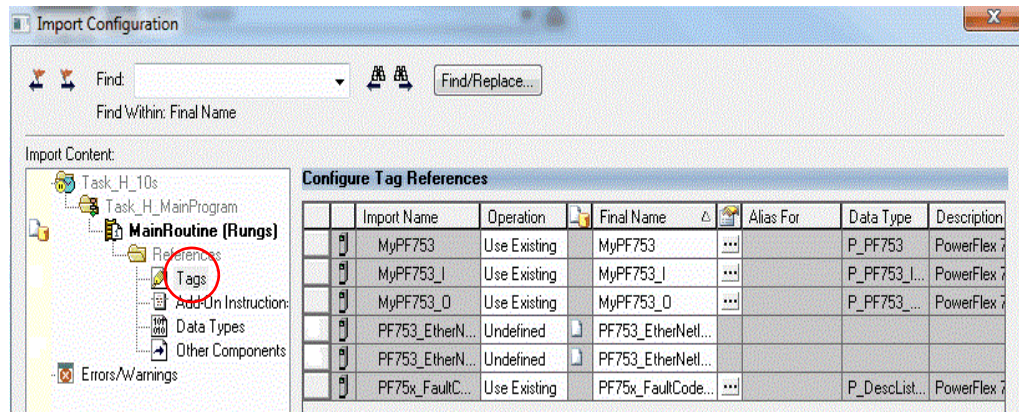 Import Configuration
X
Find:
Find/Replace...
Find Within: Final Name
Import Content:
Task_H_10s
Task_H_MainProgram
MainRoutine (Rungs)
References
Tags
Add-On Instructions
Data Types
Other Components
Errors/Warnings
Configure Tag References
Import Name Operation Final Name Alias For Data Type Description
MyPF753 Use Existing MyPF753 ... P_PF753 PowerFlex 7
MyPF753_I Use Existing MyPF753_I ... P_PF753_I... PowerFlex 7
MyPF753_O Use Existing MyPF753_O ... P_PF753_... PowerFlex 7
PF753_EtherN... Undefined PF753_EtherNetI...
PF753_EtherN... Undefined PF753_EtherNetI...
PF75x_FaultC... Use Existing PF75x_FaultCode... ... P_DescList... PowerFlex 7